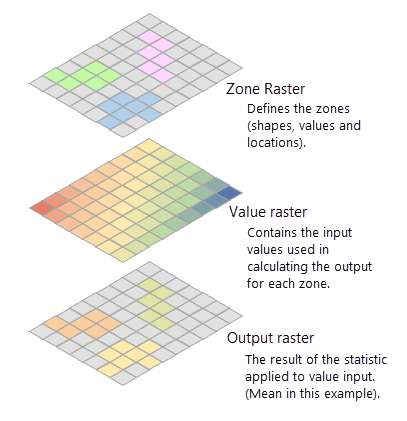 Zone Raster
Defines the zones
(shapes, values and
locations).
Value raster
Contains the input
values used in
calculating the output
for each zone.
Output raster
The result of the statistic
applied to value input.
(Mean in this example).